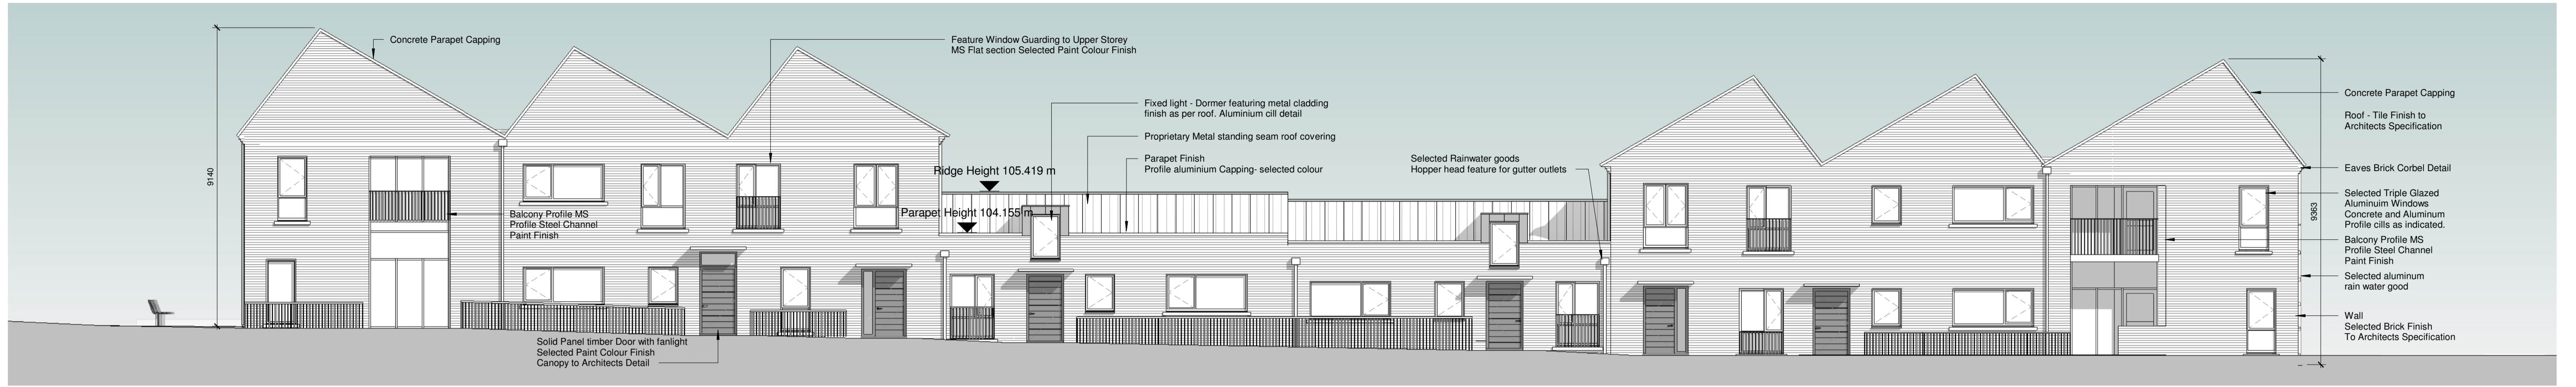 Concrete Parapet Capping
9140
Balcony Profile MS
Profile Steel Channel
Paint Finish
Solid Panel timber Door with fanlight
Selected Paint Colour Finish
Canopy to Architects Detail
Feature Window Guarding to Upper Storey
MS Flat section Selected Paint Colour Finish
Ridge Height 105.419 m
Parapet Height 104.155 m
Fixed light - Dormer featuring metal cladding
finish as per roof. Aluminium cill detail
Proprietary Metal standing seam roof covering
Parapet Finish
Profile aluminium Capping- selected colour
Selected Rainwater goods
Hopper head feature for gutter outlets
9363
Concrete Parapet Capping
Roof - Tile Finish to
Architects Specification
Eaves Brick Corbel Detail
Selected Triple Glazed
Aluminuim Windows
Concrete and Aluminum
Profile cills as indicated.
Balcony Profile MS
Profile Steel Channel
Paint Finish
Selected aluminum
rain water good
Wall
Selected Brick Finish
To Architects Specification